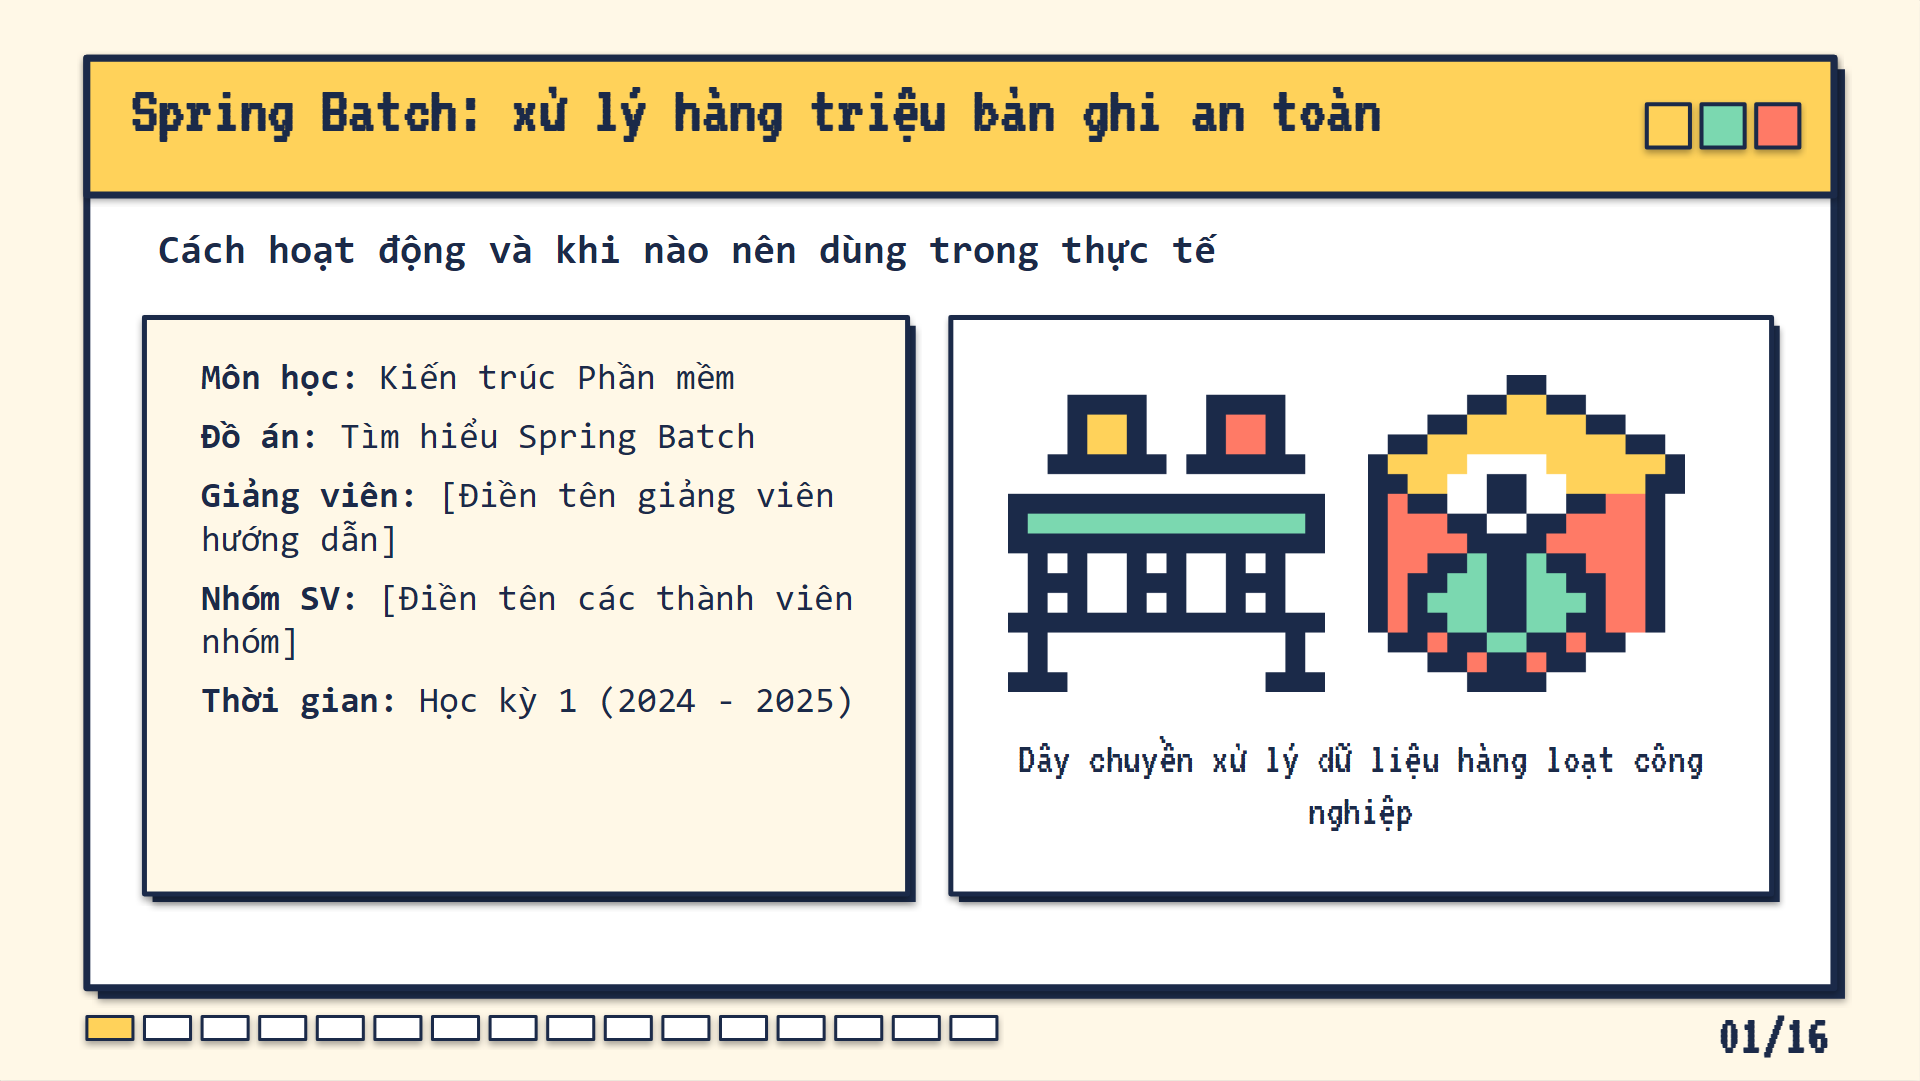 Spring Batch: xử lý hàng triệu bản ghi an toàn
Cách hoạt động và khi nào nên dùng trong thực tế
Môn học: Kiến trúc Phần mềm
Đồ án: Tìm hiểu Spring Batch
Giảng viên: [Điền tên giảng viên
hướng dẫn]
Nhóm SV: [Điền tên các thành viên
nhóm]
Thời gian: Học kỳ 1 (2024 - 2025)
Dây chuyền xử lý dữ liệu hàng loạt công
nghiệp
01/16